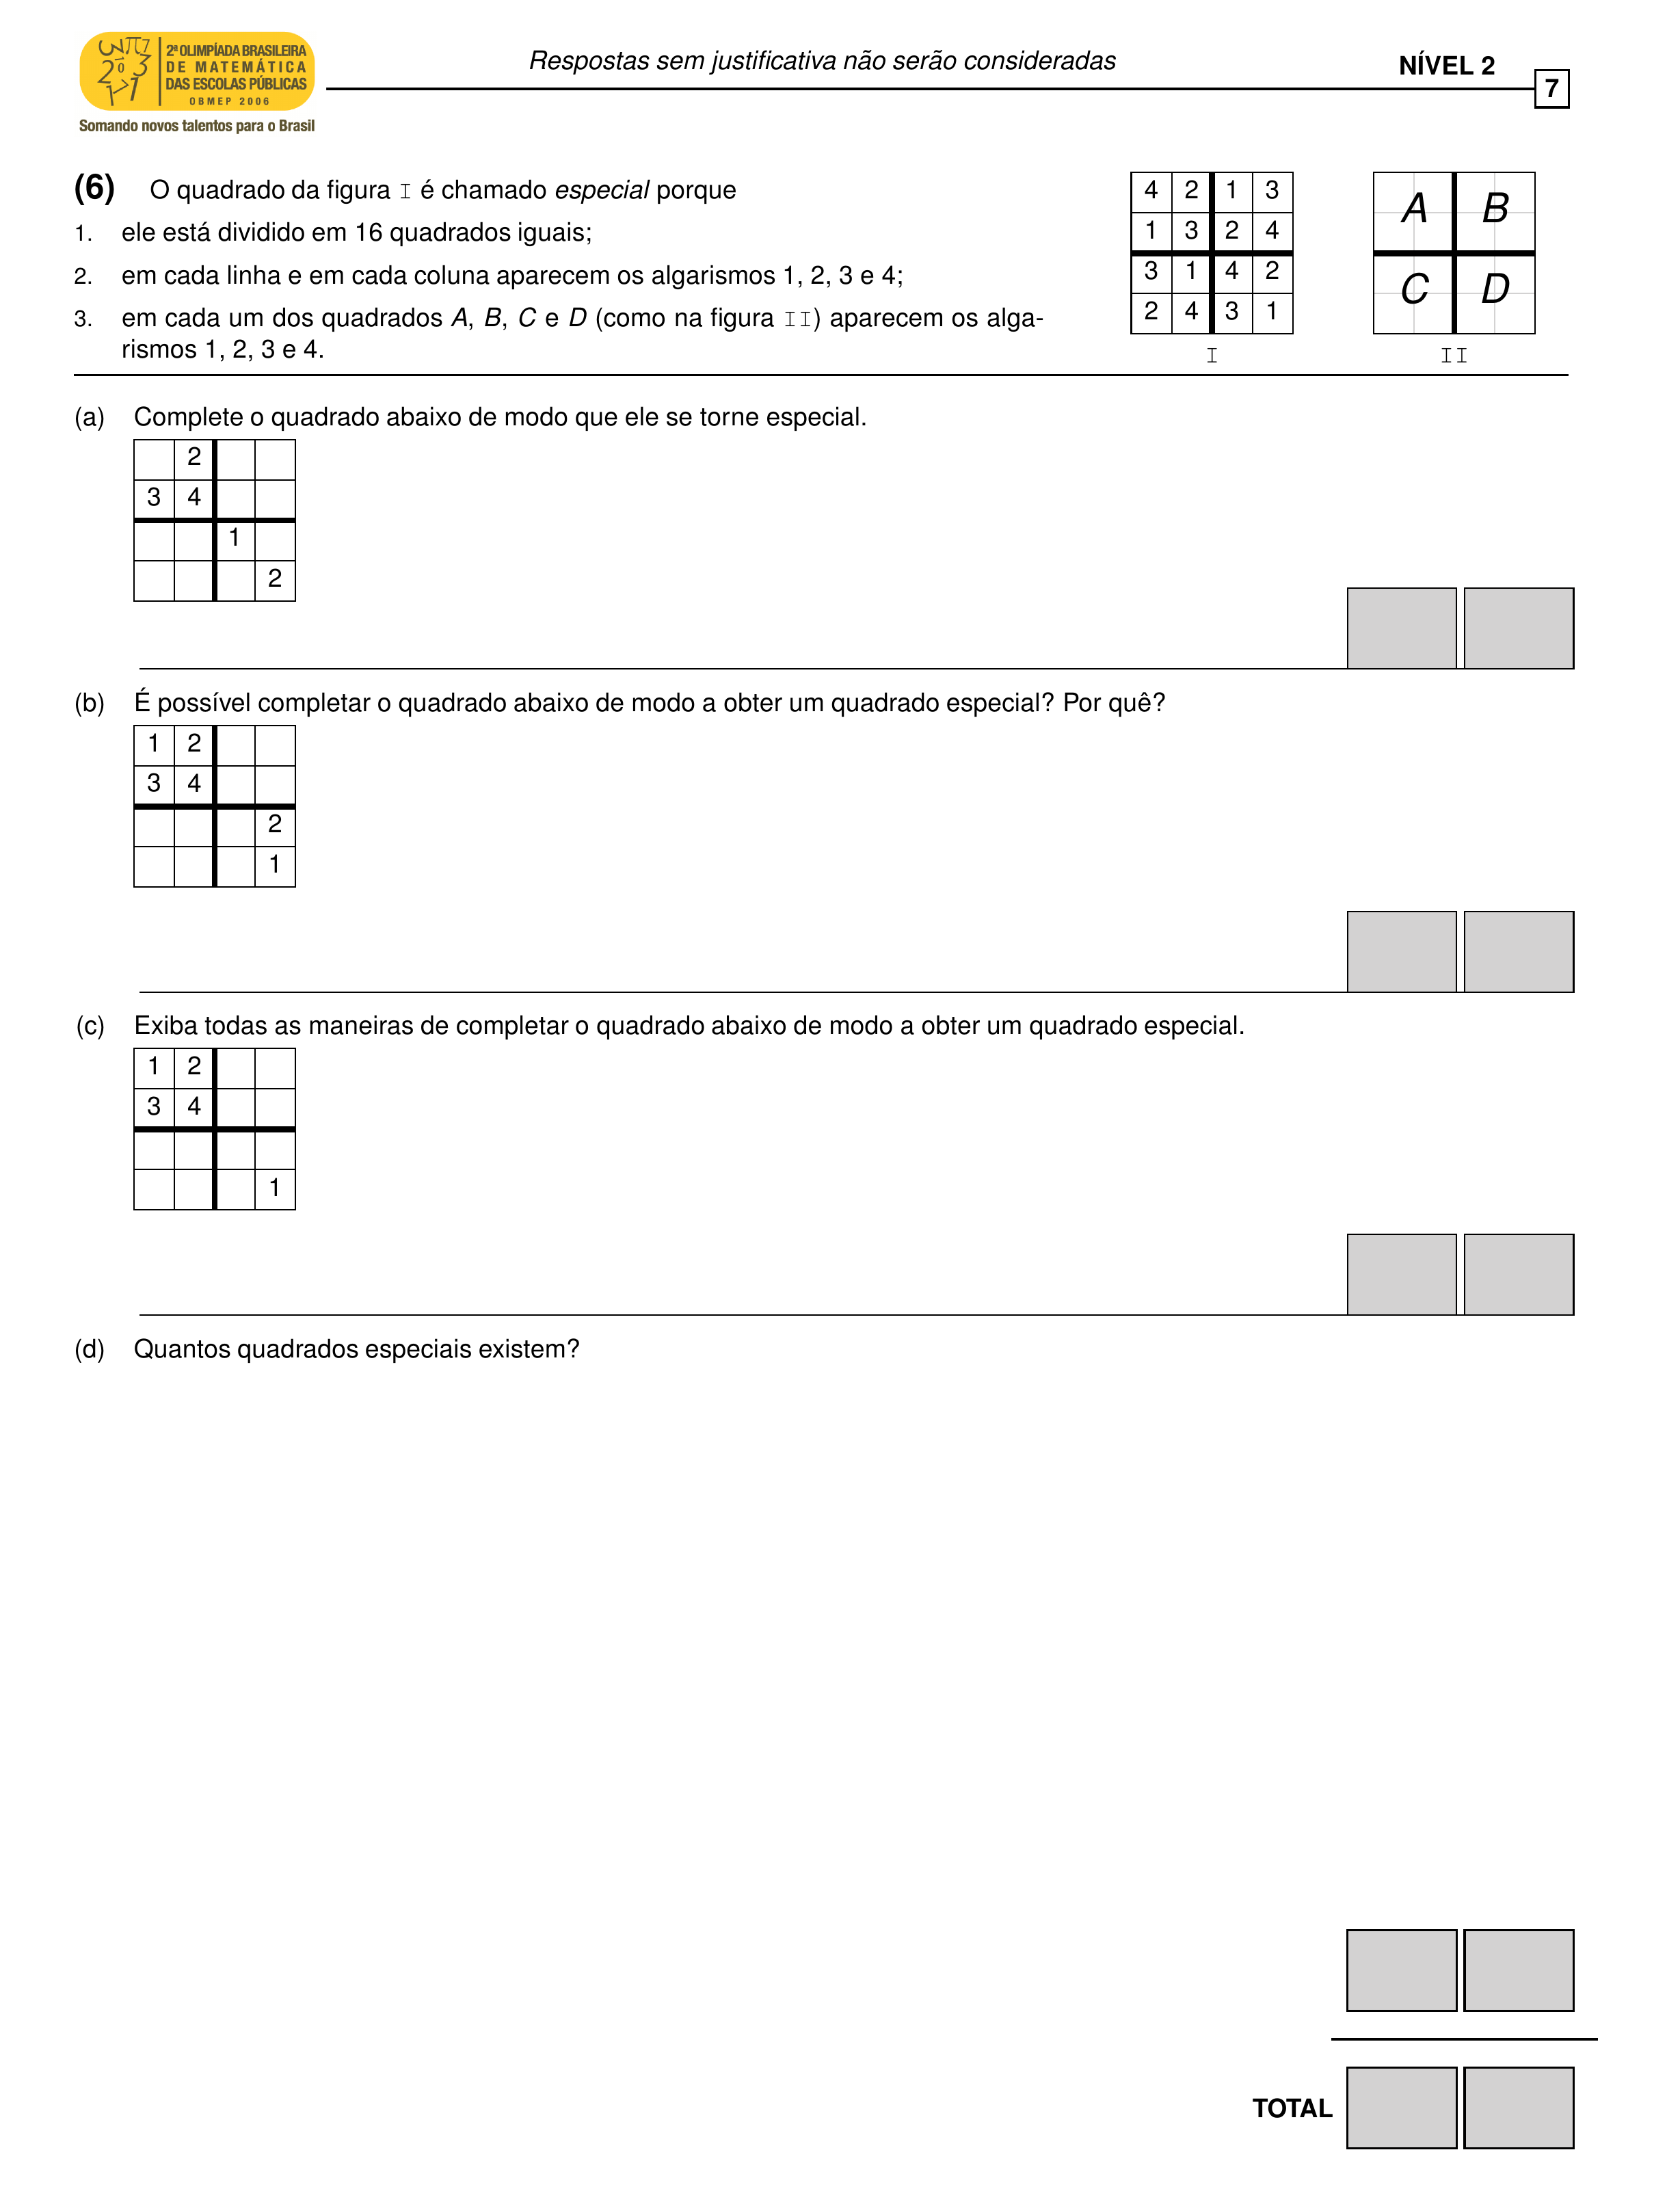 2ª OLIMPÍADA BRASILEIRA
DE MATEMÁTICA
DAS ESCOLAS PÚBLICAS
OBMEP 2006
Somando novos talentos para o Brasil
Respostas sem justificativa não serão consideradas
NÍVEL 2
7
(6) O quadrado da figura I é chamado especial porque
1. ele está dividido em 16 quadrados iguais;
2. em cada linha e em cada coluna aparecem os algarismos 1, 2, 3 e 4;
3. em cada um dos quadrados A, B, C e D (como na figura II) aparecem os alga-
rismos 1, 2, 3 e 4.
4 2 1 3
1 3 2 4
3 1 4 2
2 4 3 1
I
A B
C D
II
(a) Complete o quadrado abaixo de modo que ele se torne especial.
2
3 4
1
2
(b) É possível completar o quadrado abaixo de modo a obter um quadrado especial? Por quê?
1 2
3 4
2
1
(c) Exiba todas as maneiras de completar o quadrado abaixo de modo a obter um quadrado especial.
1 2
3 4
1
(d) Quantos quadrados especiais existem?
TOTAL